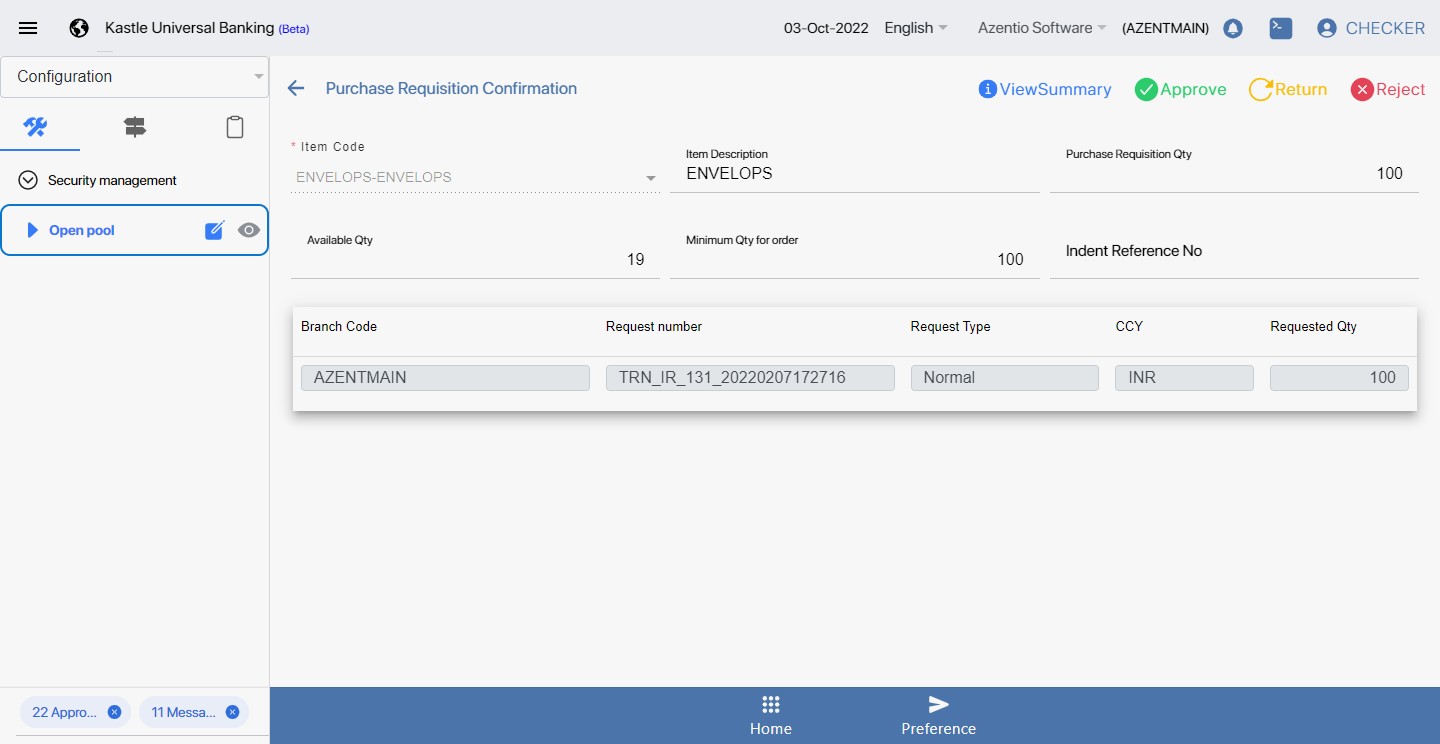 Kastle Universal Banking (Beta)
03-Oct-2022 English Azentio Software (AZENTMAIN) CHECKER
Configuration
Security management
Open pool
22 Appro...
11 Messa...
Purchase Requisition Confirmation
ViewSummary Approve Return Reject
* Item Code
ENVELOPS-ENVELOPS
Item Description
ENVELOPS
Purchase Requisition Qty
100
Available Qty
19
Minimum Qty for order
100
Indent Reference No
Branch Code Request number Request Type CCY Requested Qty
AZENTMAIN TRN_IR_131_20220207172716 Normal INR 100
Home
Preference